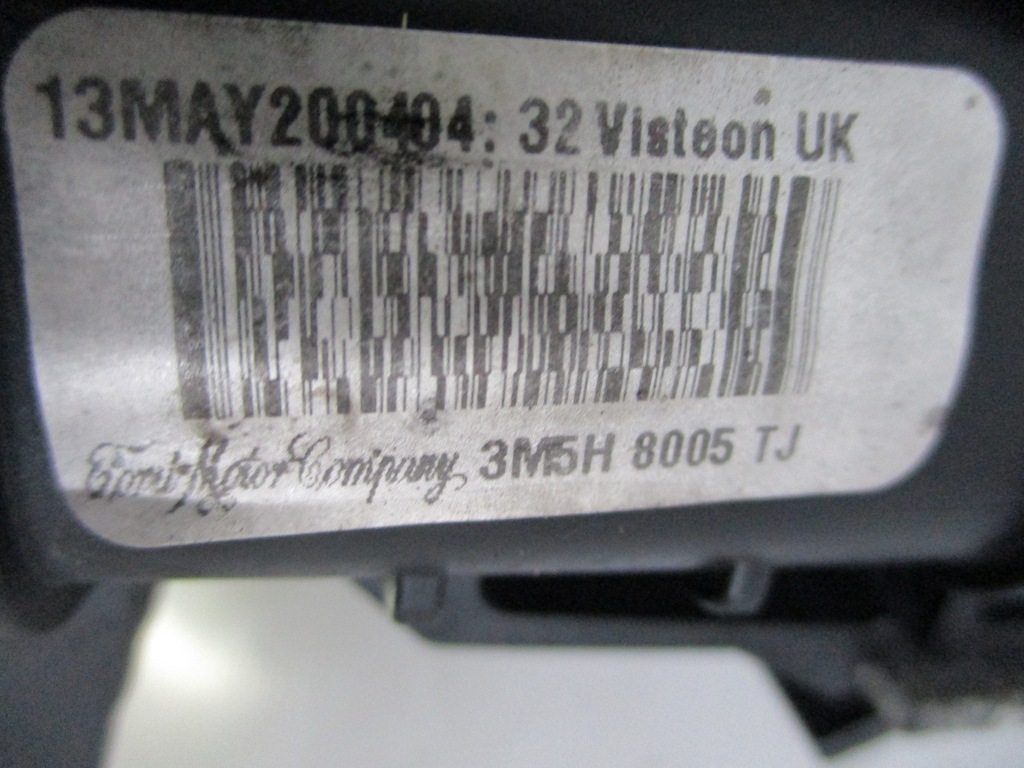 13MAY200404: 32 Visteon UK
Ford Motor Company 3M5H 8005 TJ